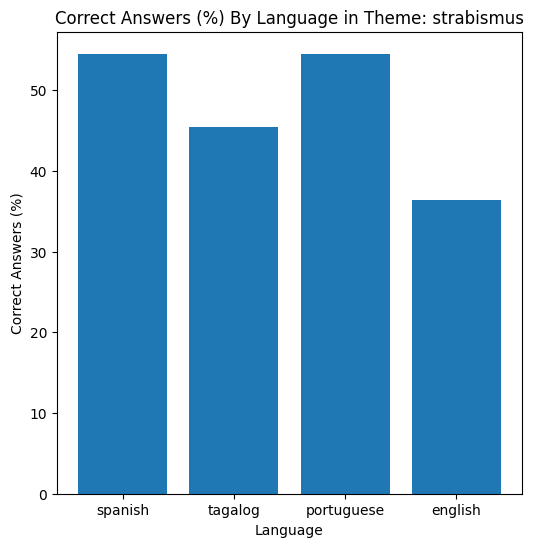 Correct Answers (%) By Language in Theme: strabismus
Correct Answers (%)
50
40
30
20
10
0
spanish tagalog portuguese english
Language